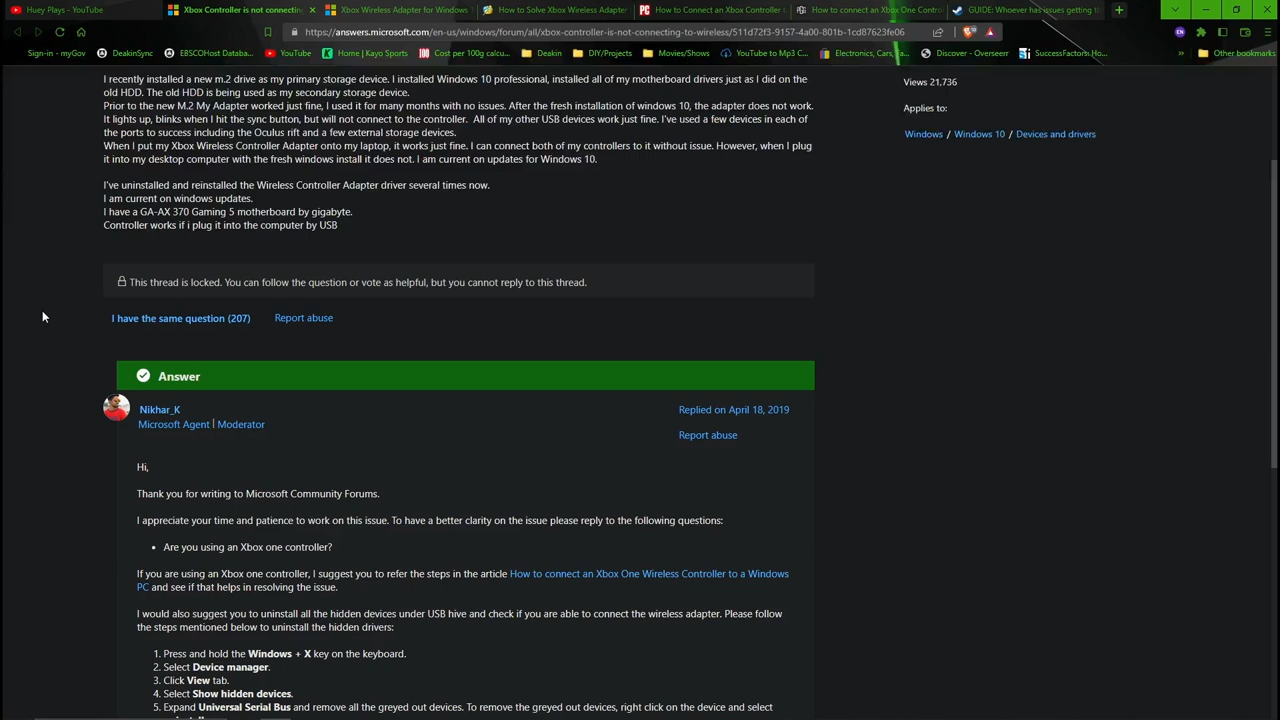 Huey Plays - YouTube
Xbox Controller is not connectin
Xbox Wireless Adapter for Windows
How to Solve Xbox Wireless Adapter
How to Connect an Xbox Controller
How to connect an Xbox One Contro
GUIDE: Whoever has issues getting th
https://answers.microsoft.com/en-us/windows/forum/all/xbox-controller-is-not-connecting-to-wireless/511d72f3-9157-4a00-801b-1cd87623fe06
Sign-in - myGov
DeakinSync
EBSCOHost Databa...
YouTube
Home | Kayo Sports
Cost per 100g calcu...
Deakin
DIY/Projects
Movies/Shows
YouTube to Mp3 C...
Electronics, Cars, Fa...
Discover - Overseerr
SuccessFactors: Ho...
Other bookmarks
I recently installed a new m.2 drive as my primary storage device. I installed Windows 10 professional, installed all of my motherboard drivers just as I did on the
old HDD. The old HDD is being used as my secondary storage device.
Prior to the new M.2 My Adapter worked just fine, I used it for many months with no issues. After the fresh installation of windows 10, the adapter does not work.
It lights up, blinks when I hit the sync button, but will not connect to the controller. All of my other USB devices work just fine. I've used a few devices in each of
the ports to success including the Oculus rift and a few external storage devices.
When I put my Xbox Wireless Controller Adapter onto my laptop, it works just fine. I can connect both of my controllers to it without issue. However, when I plug
it into my desktop computer with the fresh windows install it does not. I am current on updates for Windows 10.
I've uninstalled and reinstalled the Wireless Controller Adapter driver several times now.
I am current on windows updates.
I have a GA-AX 370 Gaming 5 motherboard by gigabyte.
Controller works if i plug it into the computer by USB
Views 21,736
Applies to:
Windows / Windows 10 / Devices and drivers
This thread is locked. You can follow the question or vote as helpful, but you cannot reply to this thread.
I have the same question (207)
Report abuse
Answer
Nikhar_K
Replied on April 18, 2019
Microsoft Agent | Moderator
Report abuse
Hi,
Thank you for writing to Microsoft Community Forums.
I appreciate your time and patience to work on this issue. To have a better clarity on the issue please reply to the following questions:
• Are you using an Xbox one controller?
If you are using an Xbox one controller, I suggest you to refer the steps in the article How to connect an Xbox One Wireless Controller to a Windows
PC and see if that helps in resolving the issue.
I would also suggest you to uninstall all the hidden devices under USB hive and check if you are able to connect the wireless adapter. Please follow
the steps mentioned below to uninstall the hidden drivers:
1. Press and hold the Windows + X key on the keyboard.
2. Select Device manager.
3. Click View tab.
4. Select Show hidden devices.
5. Expand Universal Serial Bus and remove all the greyed out devices. To remove the greyed out devices, right click on the device and select